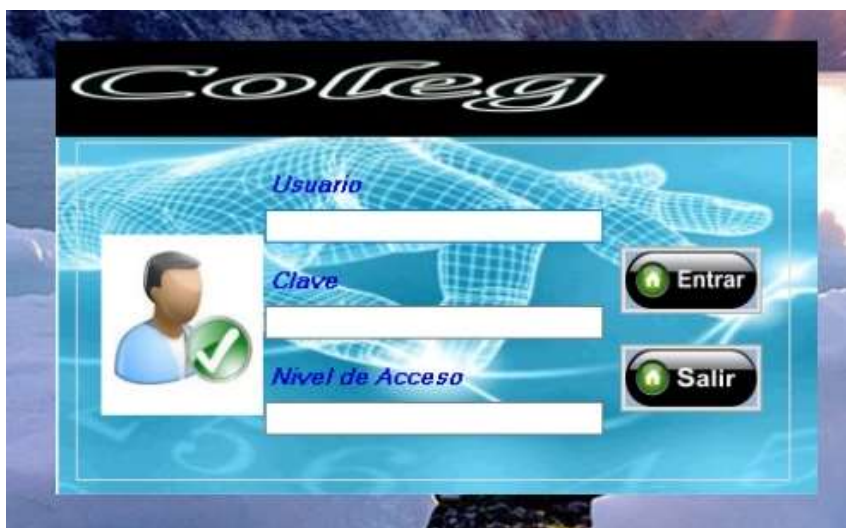 Coleg
Usuario
Clave
Entrar
Nivel de Acceso
Salir